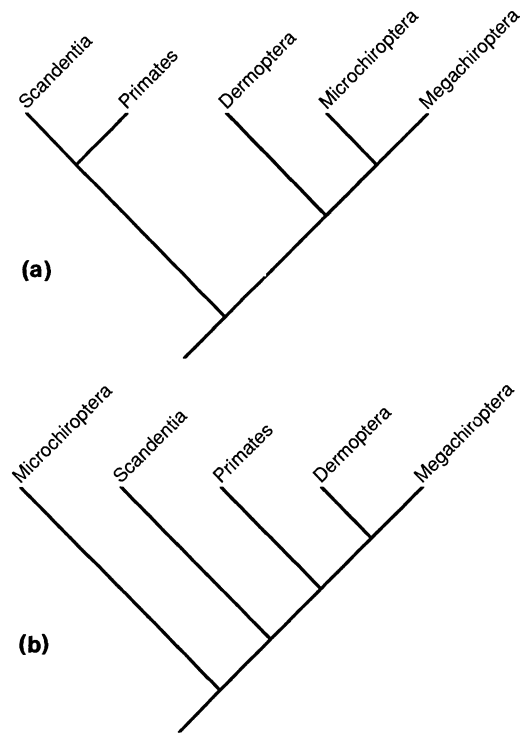 Scandentia
Primates
Dermoptera
Microchiroptera
Megachiroptera
(a)
Microchiroptera
Scandentia
Primates
Dermoptera
Megachiroptera
(b)